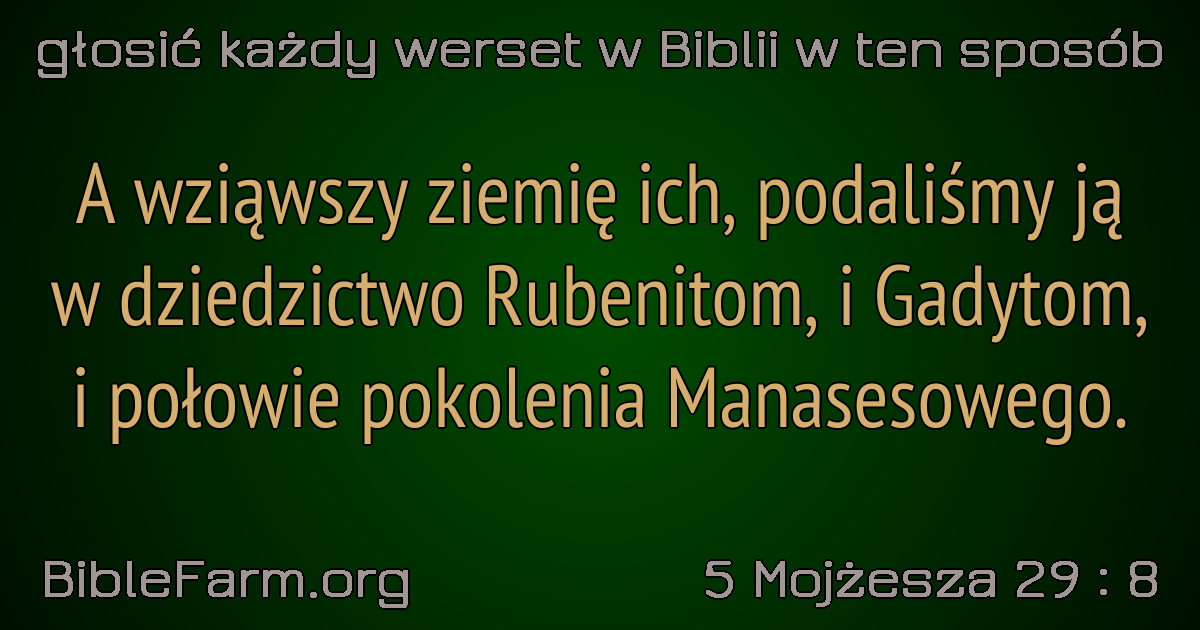 głosić każdy werset w Biblii w ten sposób
A wziąwszy ziemię ich, podaliśmy ją
w dziedzictwo Rubenitom, i Gadytom,
i połowie pokolenia Manasesowego.
BibleFarm.org
5 Mojżesza 29 : 8